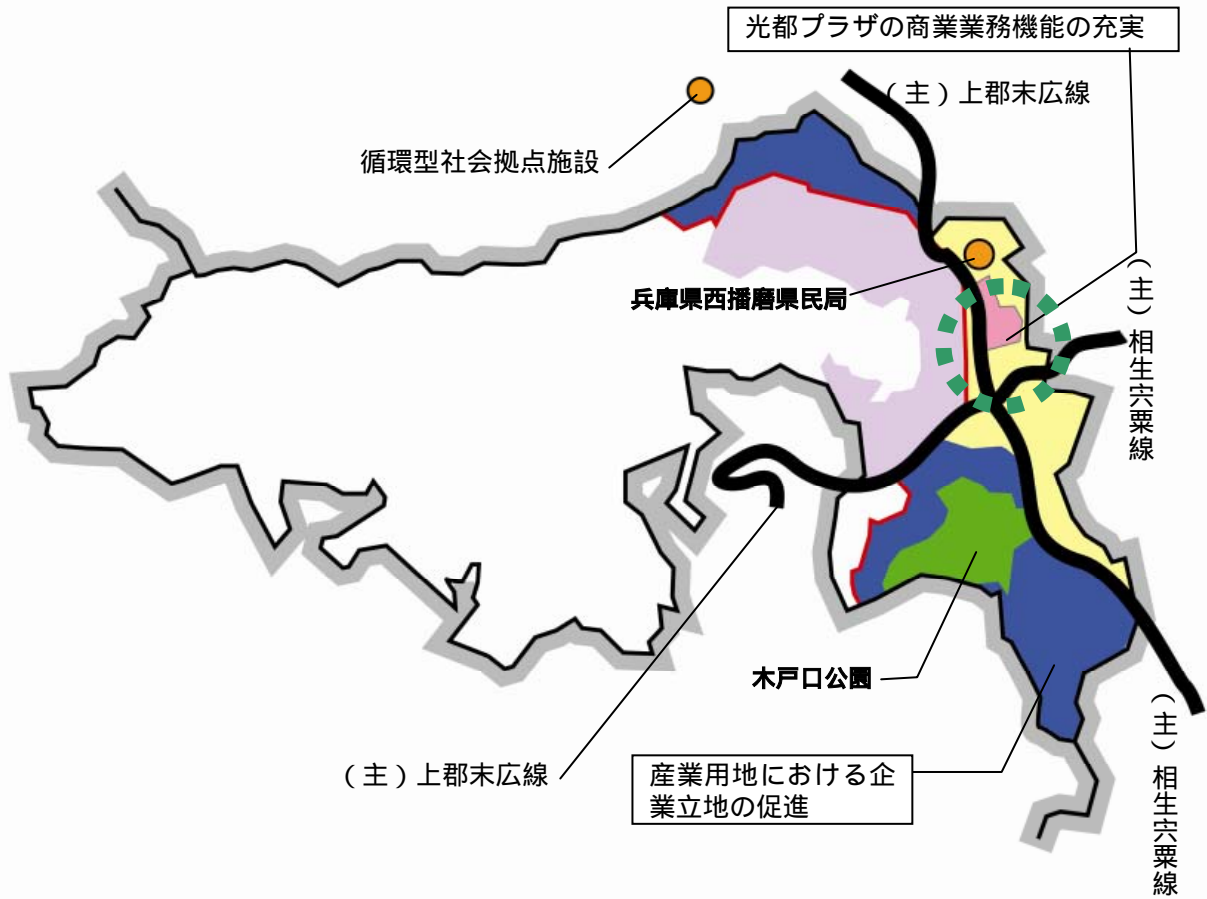 光都プラザの商業業務機能の充実
（主）上郡末広線
循環型社会拠点施設
（主）相生宍粟線
兵庫県西播磨県民局
木戸口公園
（主）上郡末広線
産業用地における企
業立地の促進
（主）相生宍粟線